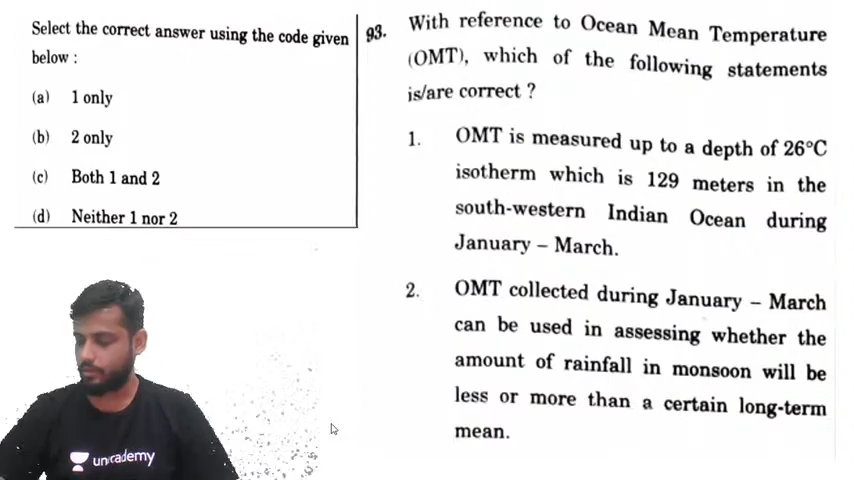 Select the correct answer using the code given
below :
(a) 1 only
(b) 2 only
(c) Both 1 and 2
(d) Neither 1 nor 2
93. With reference to Ocean Mean Temperature
(OMT), which of the following statements
is/are correct ?
1. OMT is measured up to a depth of 26°C
isotherm which is 129 meters in the
south-western Indian Ocean during
January – March.
2. OMT collected during January – March
can be used in assessing whether the
amount of rainfall in monsoon will be
less or more than a certain long-term
mean.
unacademy